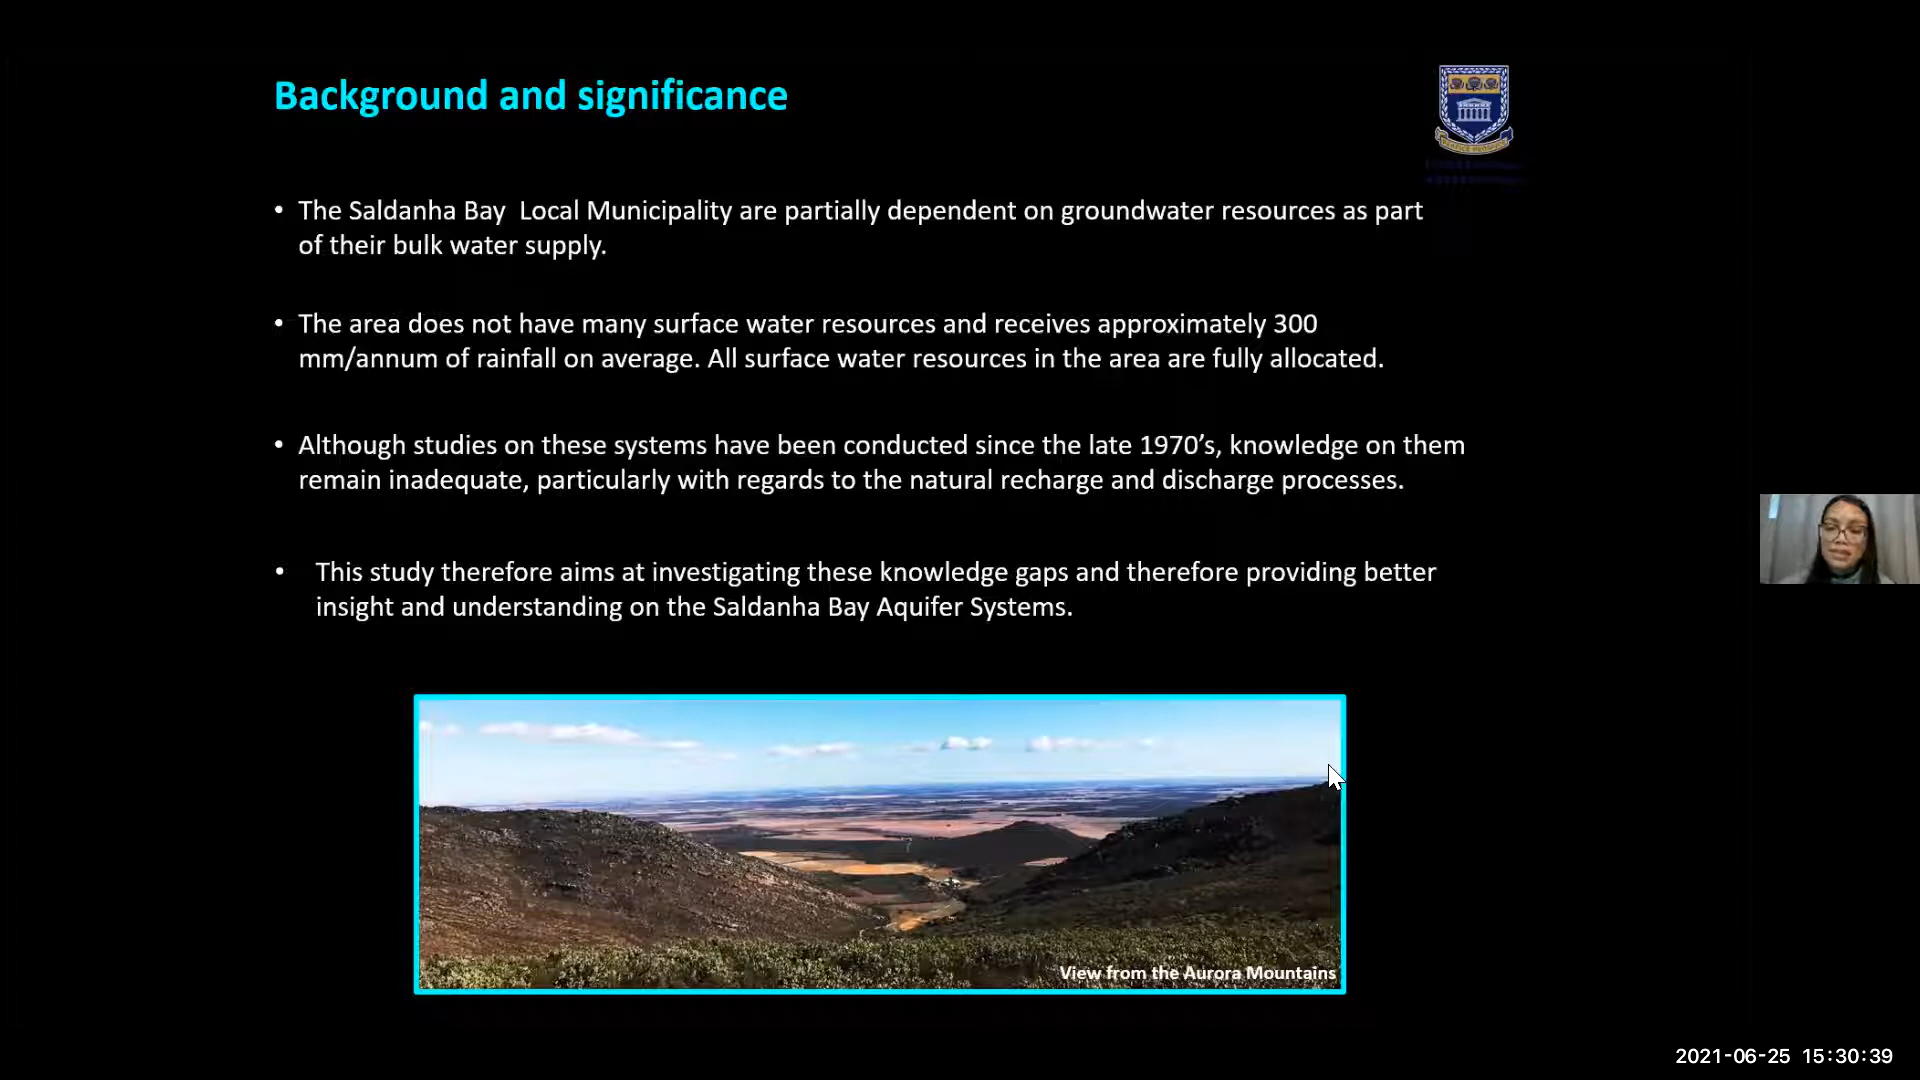 Background and significance
• The Saldanha Bay  Local Municipality are partially dependent on groundwater resources as part
of their bulk water supply.
• The area does not have many surface water resources and receives approximately 300
mm/annum of rainfall on average. All surface water resources in the area are fully allocated.
• Although studies on these systems have been conducted since the late 1970’s, knowledge on them
remain inadequate, particularly with regards to the natural recharge and discharge processes.
• This study therefore aims at investigating these knowledge gaps and therefore providing better
insight and understanding on the Saldanha Bay Aquifer Systems.
View from the Aurora Mountains
2021-06-25 15:30:39